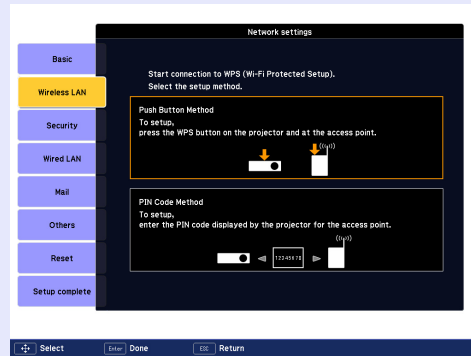 Network settings
Basic
Wireless LAN
Security
Wired LAN
Mail
Others
Reset
Setup complete
Start connection to WPS (Wi-Fi Protected Setup).
Select the setup method.
Push Button Method
To setup,
press the WPS button on the projector and at the access point.
PIN Code Method
To setup,
enter the PIN code displayed by the projector for the access point.
12345678
Select
Enter Done
ESC Return